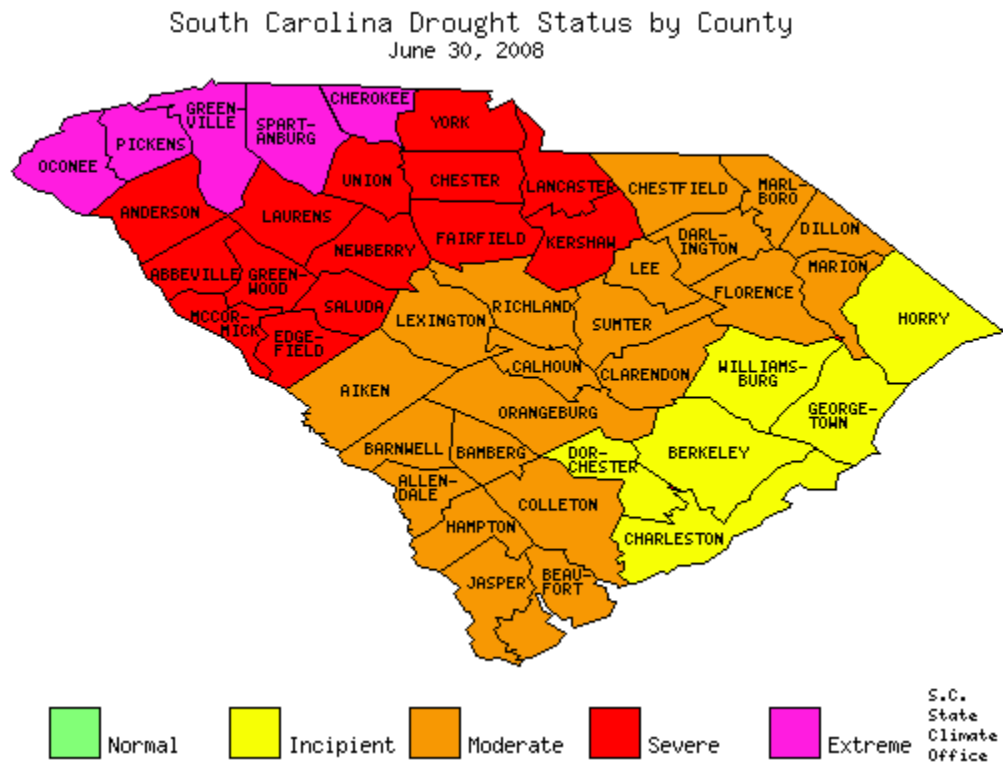 South Carolina Drought Status by County
June 30, 2008
CHEROKEE
GREEN-
VILLE
SPART-
ANBURG
YORK
PICKENS
OCONEE
UNION
CHESTER
LANCASTER
CHESTFIELD
MARL-
BORO
ANDERSON
LAURENS
NEWBERRY
FAIRFIELD
KERSHAW
DARL-
INGTON
DILLON
ABBEVILLE
GREEN-
WOOD
LEE
MARION
SALUDA
RICHLAND
FLORENCE
MCCOR-
MICK
EDGE-
FIELD
LEXINGTON
SUMTER
HORRY
AIKEN
CALHOUN
CLARENDON
WILLIAMS-
BURG
ORANGEBURG
GEORGE-
TOWN
BARNWELL
BAMBERG
DOR-
CHESTER
BERKELEY
ALLEN-
DALE
COLLETON
HAMPTON
CHARLESTON
JASPER
BEAU-
FORT
Normal
Incipient
Moderate
Severe
Extreme
S.C.
State
Climate
Office